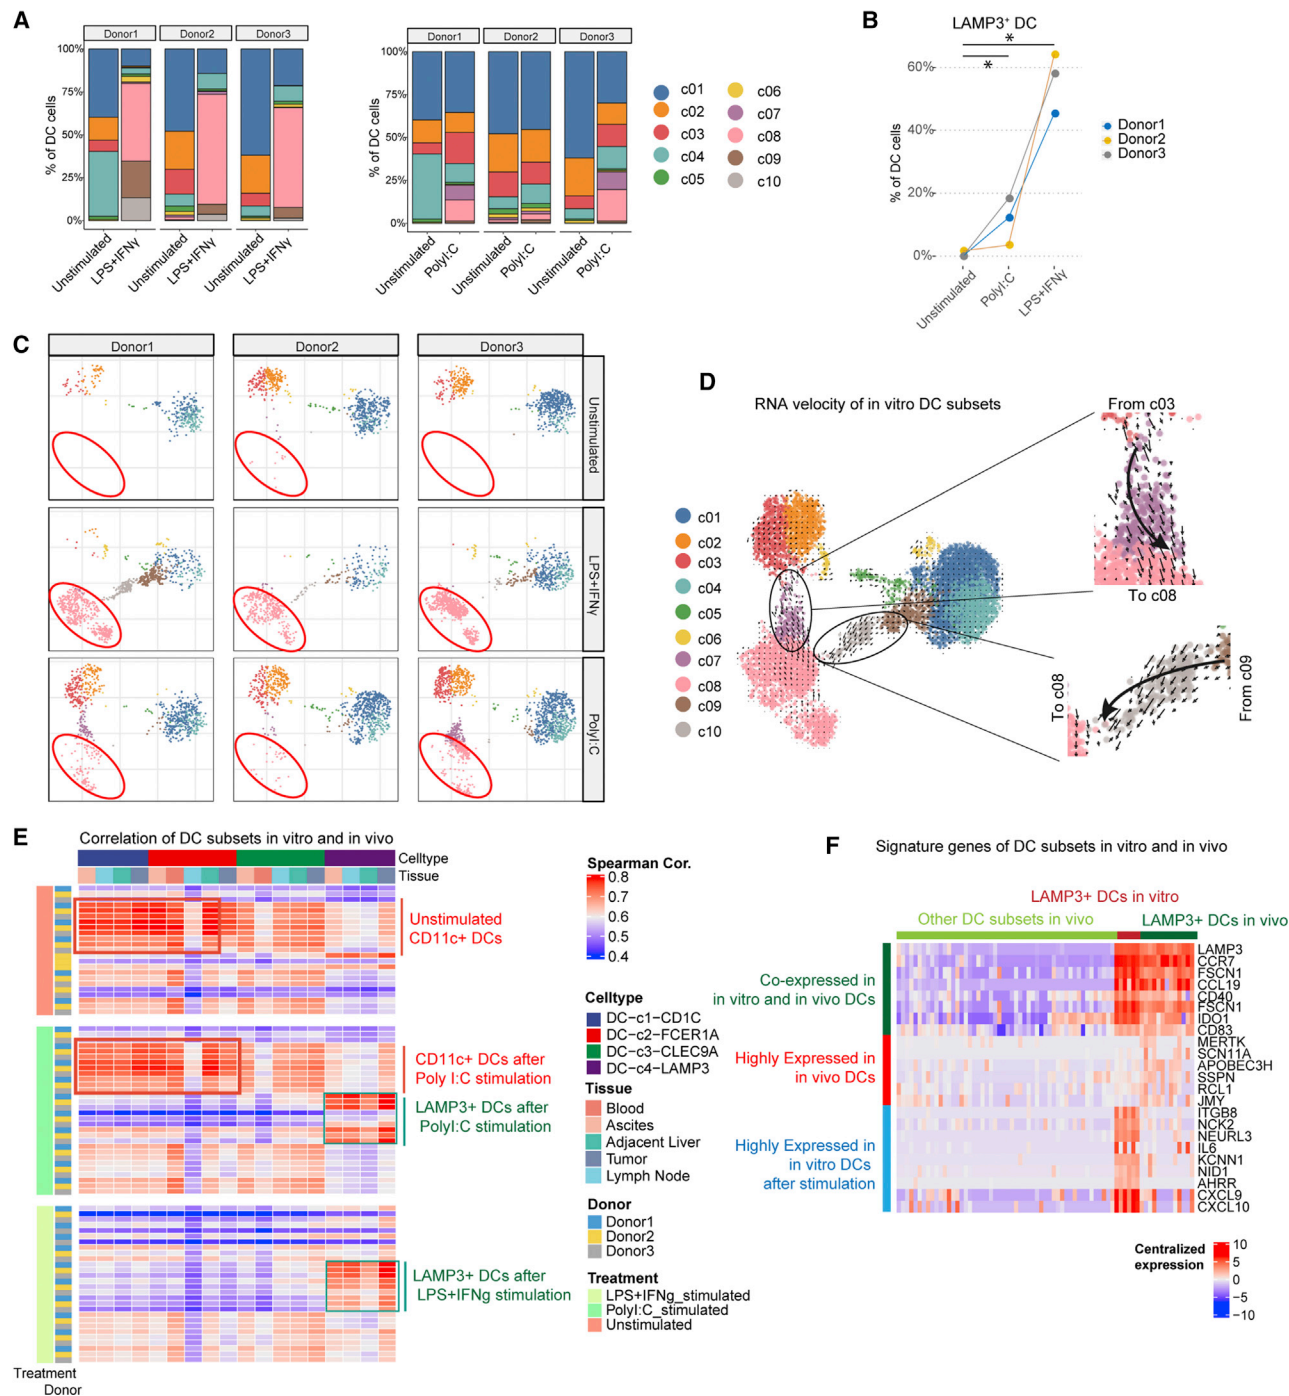 A
Donor1
Donor2
Donor3
100%
75%
50%
25%
0%
% of DC cells
Unstimulated
LPS+IFNγ
Unstimulated
LPS+IFNγ
Unstimulated
LPS+IFNγ
Donor1
Donor2
Donor3
100%
75%
50%
25%
0%
% of DC cells
Unstimulated
PolyI:C
Unstimulated
PolyI:C
Unstimulated
PolyI:C
c01
c02
c03
c04
c05
c06
c07
c08
c09
c10
B
LAMP3⁺ DC
*
*
60%
40%
20%
0%
% of DC cells
Unstimulated
PolyI:C
LPS+IFNγ
Donor1
Donor2
Donor3
C
Donor1
Donor2
Donor3
Unstimulated
LPS+IFNγ
PolyI:C
D
RNA velocity of in vitro DC subsets
c01
c02
c03
c04
c05
c06
c07
c08
c09
c10
From c03
To c08
To c08
From c09
E
Correlation of DC subsets in vitro and in vivo
Celltype
Tissue
Unstimulated
CD11c+ DCs
CD11c+ DCs after
Poly I:C stimulation
LAMP3+ DCs after
PolyI:C stimulation
LAMP3+ DCs after
LPS+IFNg stimulation
Treatment
Donor
Spearman Cor.
0.8
0.7
0.6
0.5
0.4
Celltype
DC−c1−CD1C
DC−c2−FCER1A
DC−c3−CLEC9A
DC−c4−LAMP3
Tissue
Blood
Ascites
Adjacent Liver
Tumor
Lymph Node
Donor
Donor1
Donor2
Donor3
Treatment
LPS+IFNg_stimulated
PolyI:C_stimulated
Unstimulated
F
Signature genes of DC subsets in vitro and in vivo
LAMP3+ DCs in vitro
Other DC subsets in vivo
LAMP3+ DCs in vivo
Co-expressed in
in vitro and in vivo DCs
Highly Expressed in
in vivo DCs
Highly Expressed in
in vitro DCs
after stimulation
LAMP3
CCR7
FSCN1
CCL19
CD40
FSCN1
IDO1
CD83
MERTK
SCN11A
APOBEC3H
SSPN
RCL1
JMY
ITGB8
NCK2
NEURL3
IL6
KCNN1
NID1
AHRR
CXCL9
CXCL10
Centralized
expression
10
5
0
−5
−10